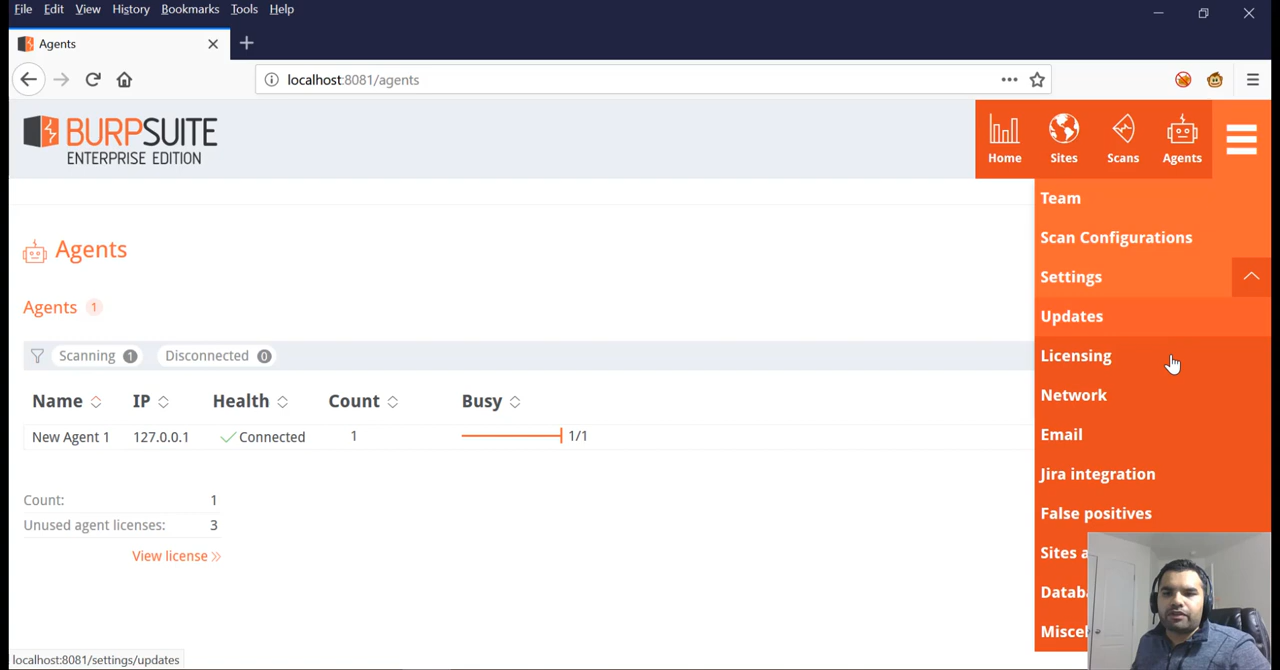 File Edit View History Bookmarks Tools Help
Agents
localhost:8081/agents
BURPSUITE
ENTERPRISE EDITION
Home Sites Scans Agents
Team
Scan Configurations
Settings
Updates
Licensing
Network
Email
Jira integration
False positives
Sites
Agents
Agents 1
Scanning 1 Disconnected 0
Name IP Health Count Busy
New Agent 1 127.0.0.1 Connected 1 1/1
Count: 1
Unused agent licenses: 3
View license »
localhost:8081/settings/updates